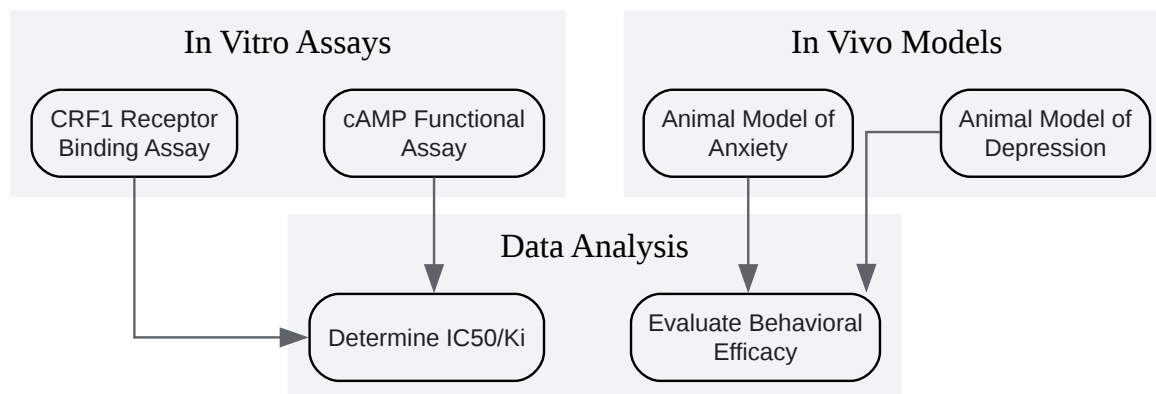 In Vitro Assays
CRF1 Receptor
Binding Assay
cAMP Functional
Assay
In Vivo Models
Animal Model of
Anxiety
Animal Model of
Depression
Data Analysis
Determine IC50/Ki
Evaluate Behavioral
Efficacy